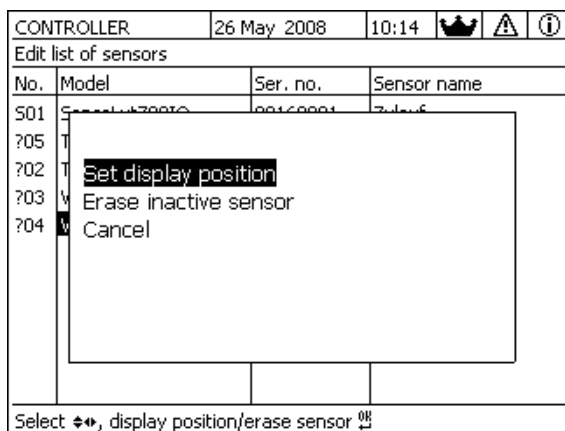 CONTROLLER 26 May 2008 10:14
Edit list of sensors
No. Model Ser. no. Sensor name
S01
?05 T
?02 T
?03 V
?04 V
Set display position
Erase inactive sensor
Cancel
Select, display position/erase sensor OK